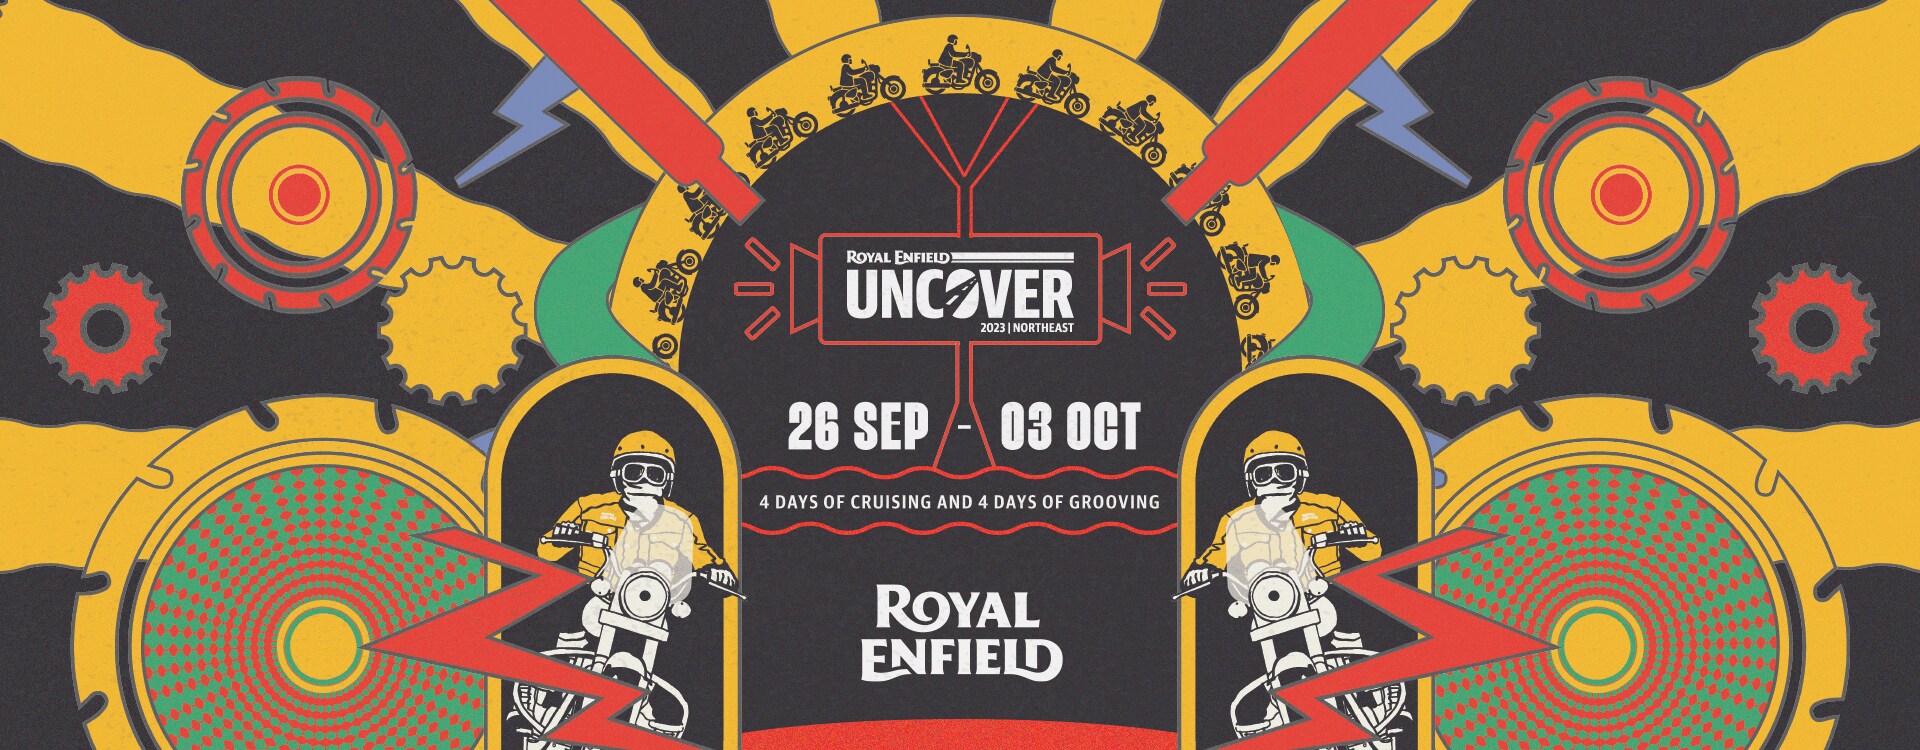 ROYAL ENFIELD
UNCOVER
2023 | NORTHEAST
26 SEP - 03 OCT
4 DAYS OF CRUISING AND 4 DAYS OF GROOVING
ROYAL
ENFIELD